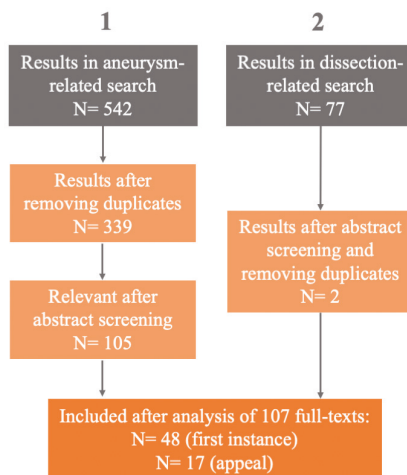 1
Results in aneurysm-
related search
N= 542
Results after
removing duplicates
N= 339
Relevant after
abstract screening
N= 105
2
Results in dissection-
related search
N= 77
Results after abstract
screening and
removing duplicates
N= 2
Included after analysis of 107 full-texts:
N= 48 (first instance)
N= 17 (appeal)